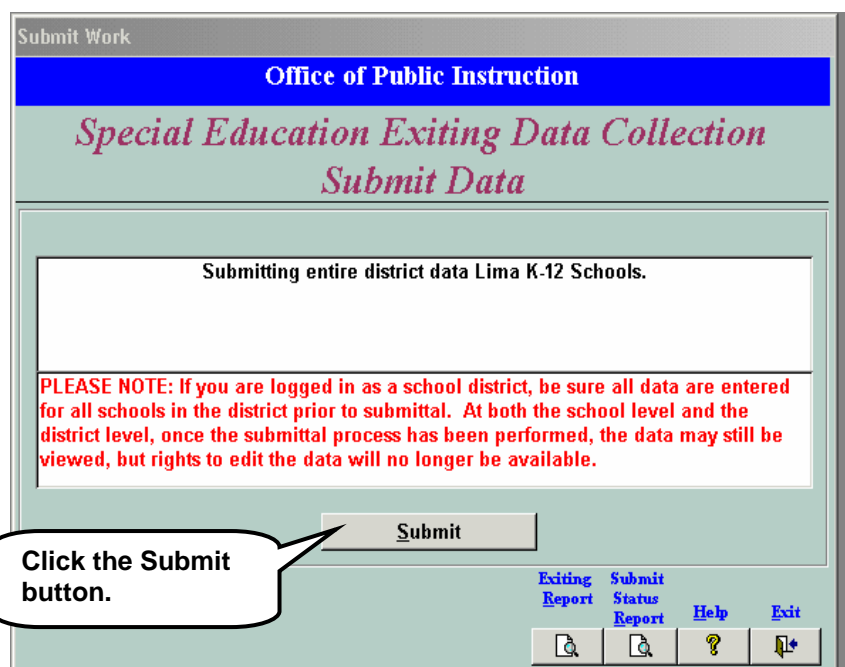 Submit Work
Office of Public Instruction
Special Education Exiting Data Collection
Submit Data
Submitting entire district data Lima K-12 Schools.
PLEASE NOTE: If you are logged in as a school district, be sure all data are entered
for all schools in the district prior to submittal.  At both the school level and the
district level, once the submittal process has been performed, the data may still be
viewed, but rights to edit the data will no longer be available.
Submit
Click the Submit
button.
Exiting
Report
Submit
Status
Report
Help
Exit